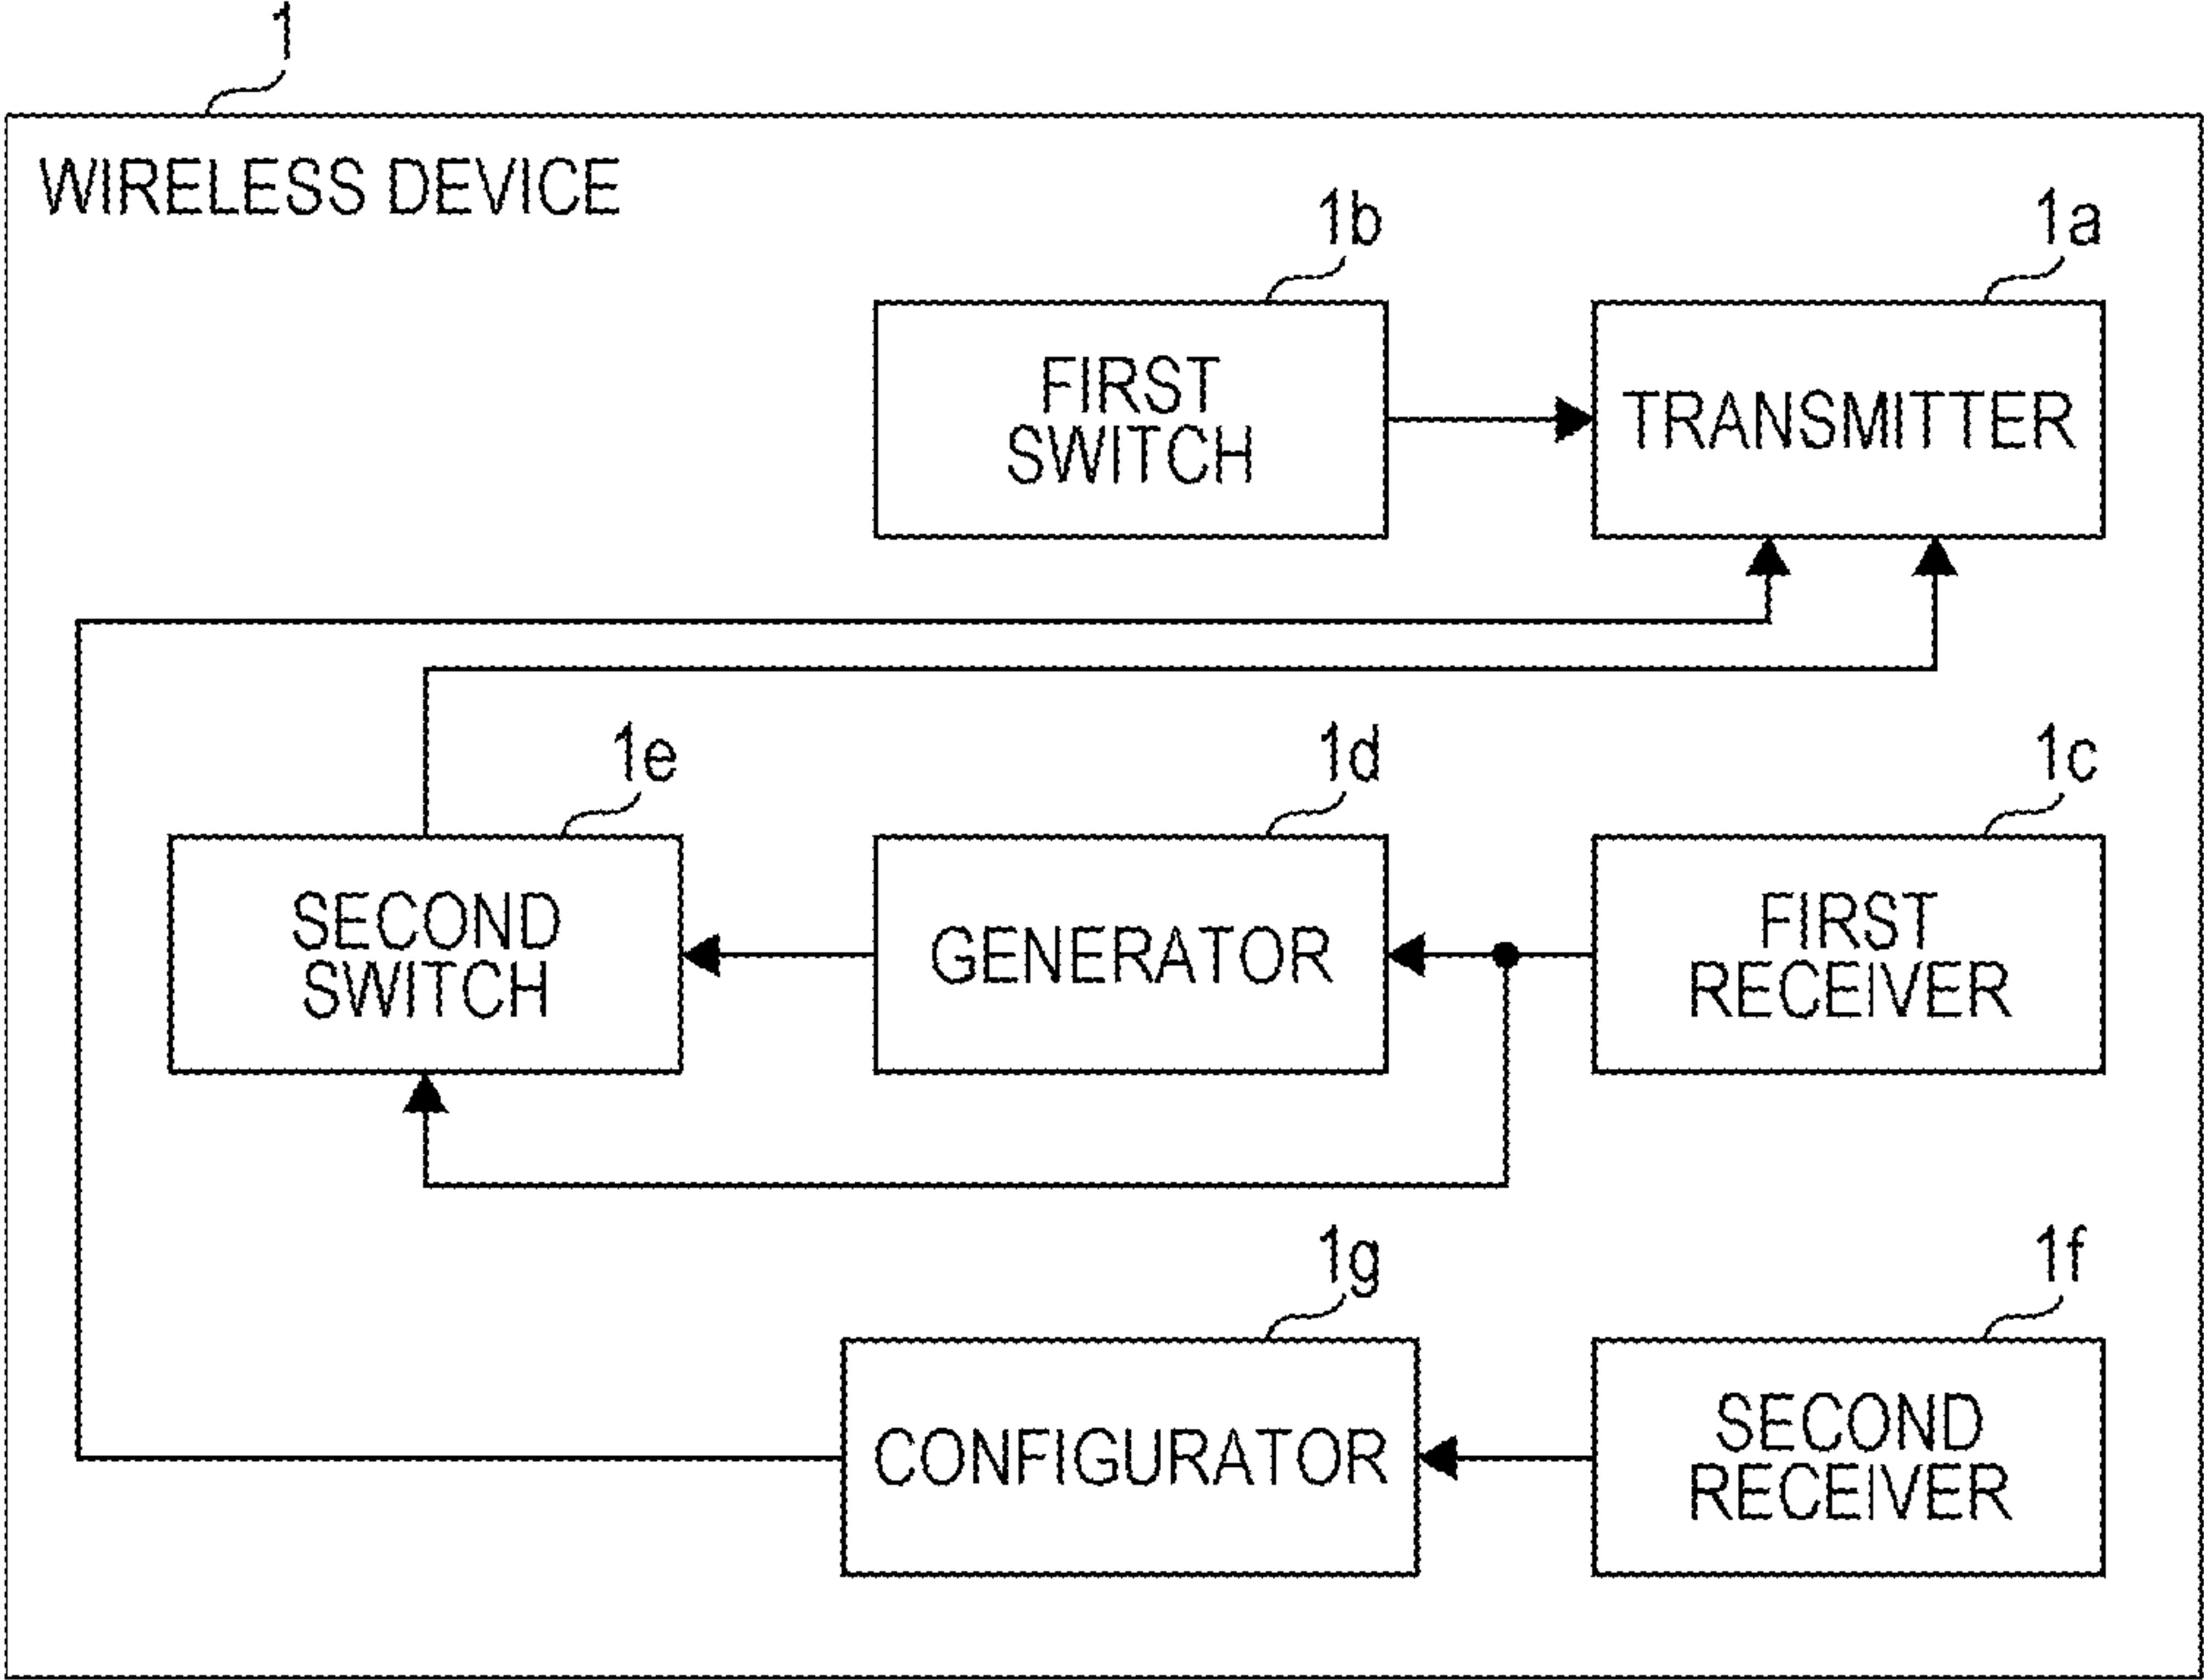 1
WIRELESS DEVICE
1b
1a
FIRST
SWITCH
TRANSMITTER
1e
1d
1c
SECOND
SWITCH
GENERATOR
FIRST
RECEIVER
1g
1f
CONFIGURATOR
SECOND
RECEIVER